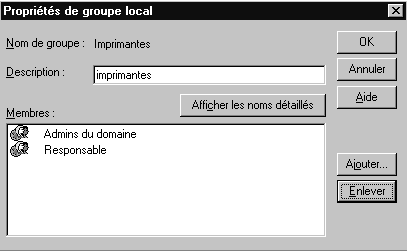 Propriétés de groupe local
Nom de groupe : Imprimantes
OK
Description : imprimantes
Annuler
Afficher les noms détaillés
Aide
Membres :
Admins du domaine
Responsable
Ajouter...
Enlever